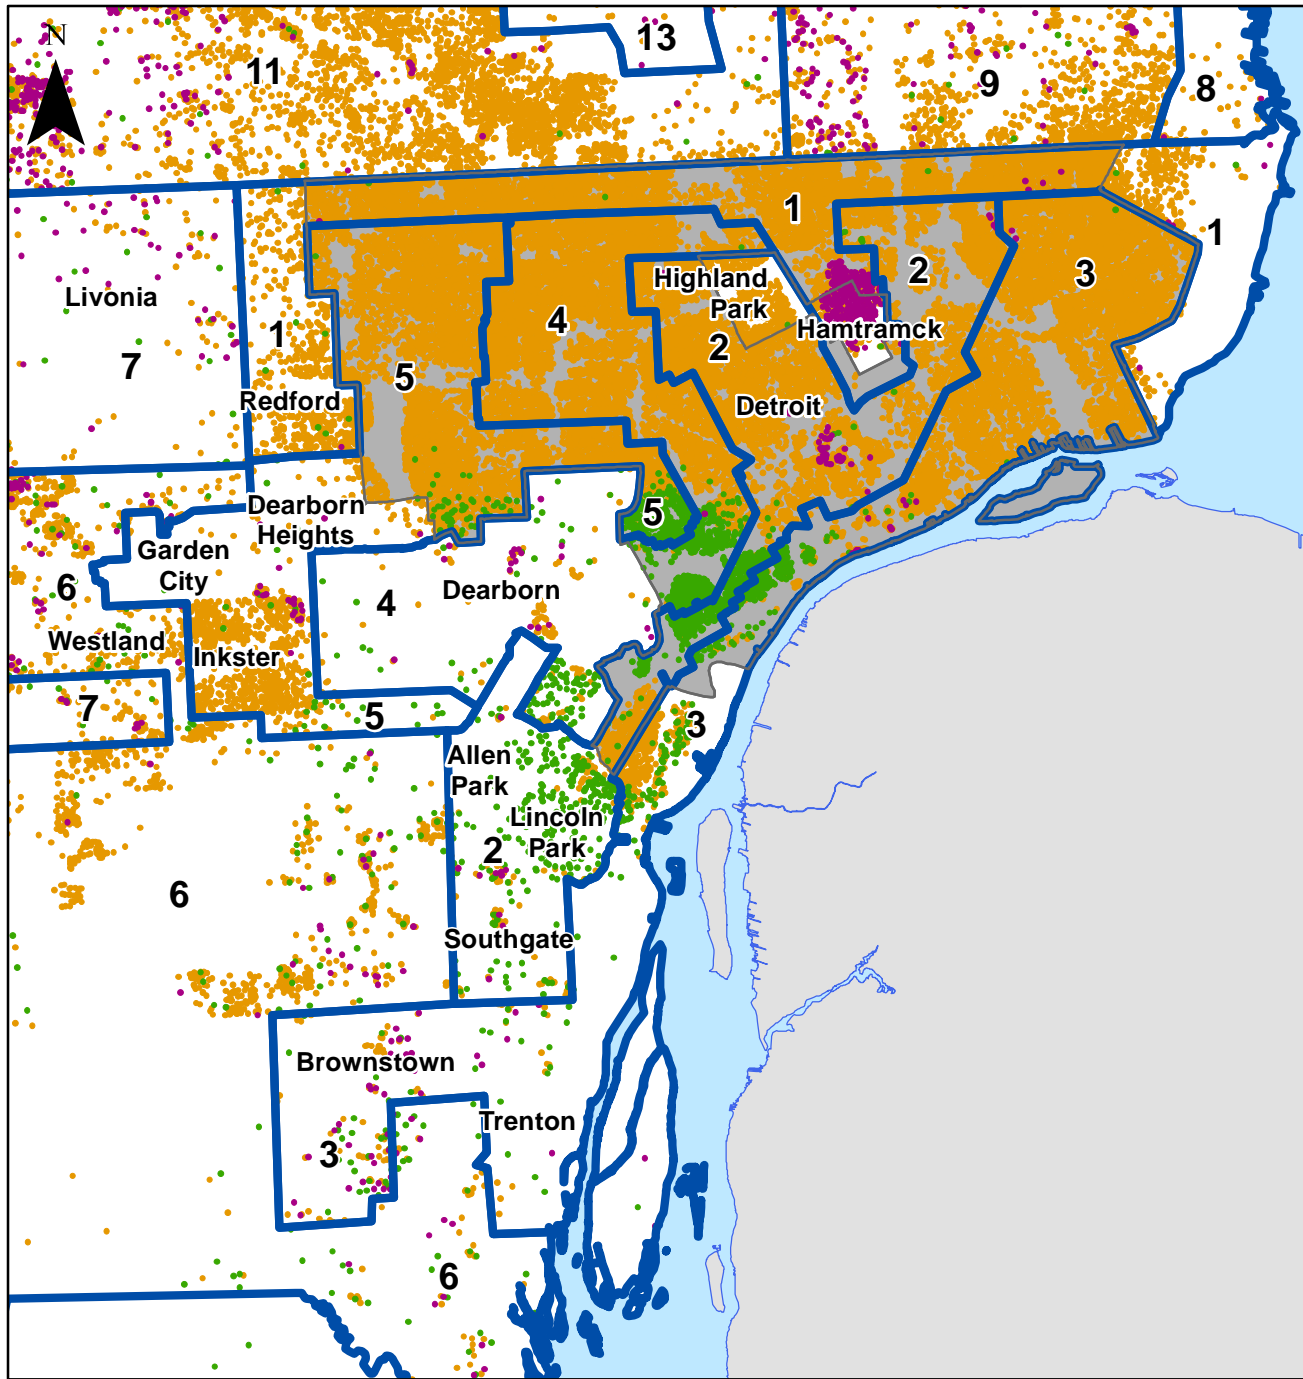 N
13
11
9
8
1
1
2
3
Livonia
Highland
Park
1
4
Hamtramck
7
2
5
Redford
Detroit
Dearborn
Heights
5
Garden
City
6
4
Dearborn
Westland
Inkster
7
5
3
Allen
Park
Lincoln
Park
2
6
Southgate
Brownstown
Trenton
3
6